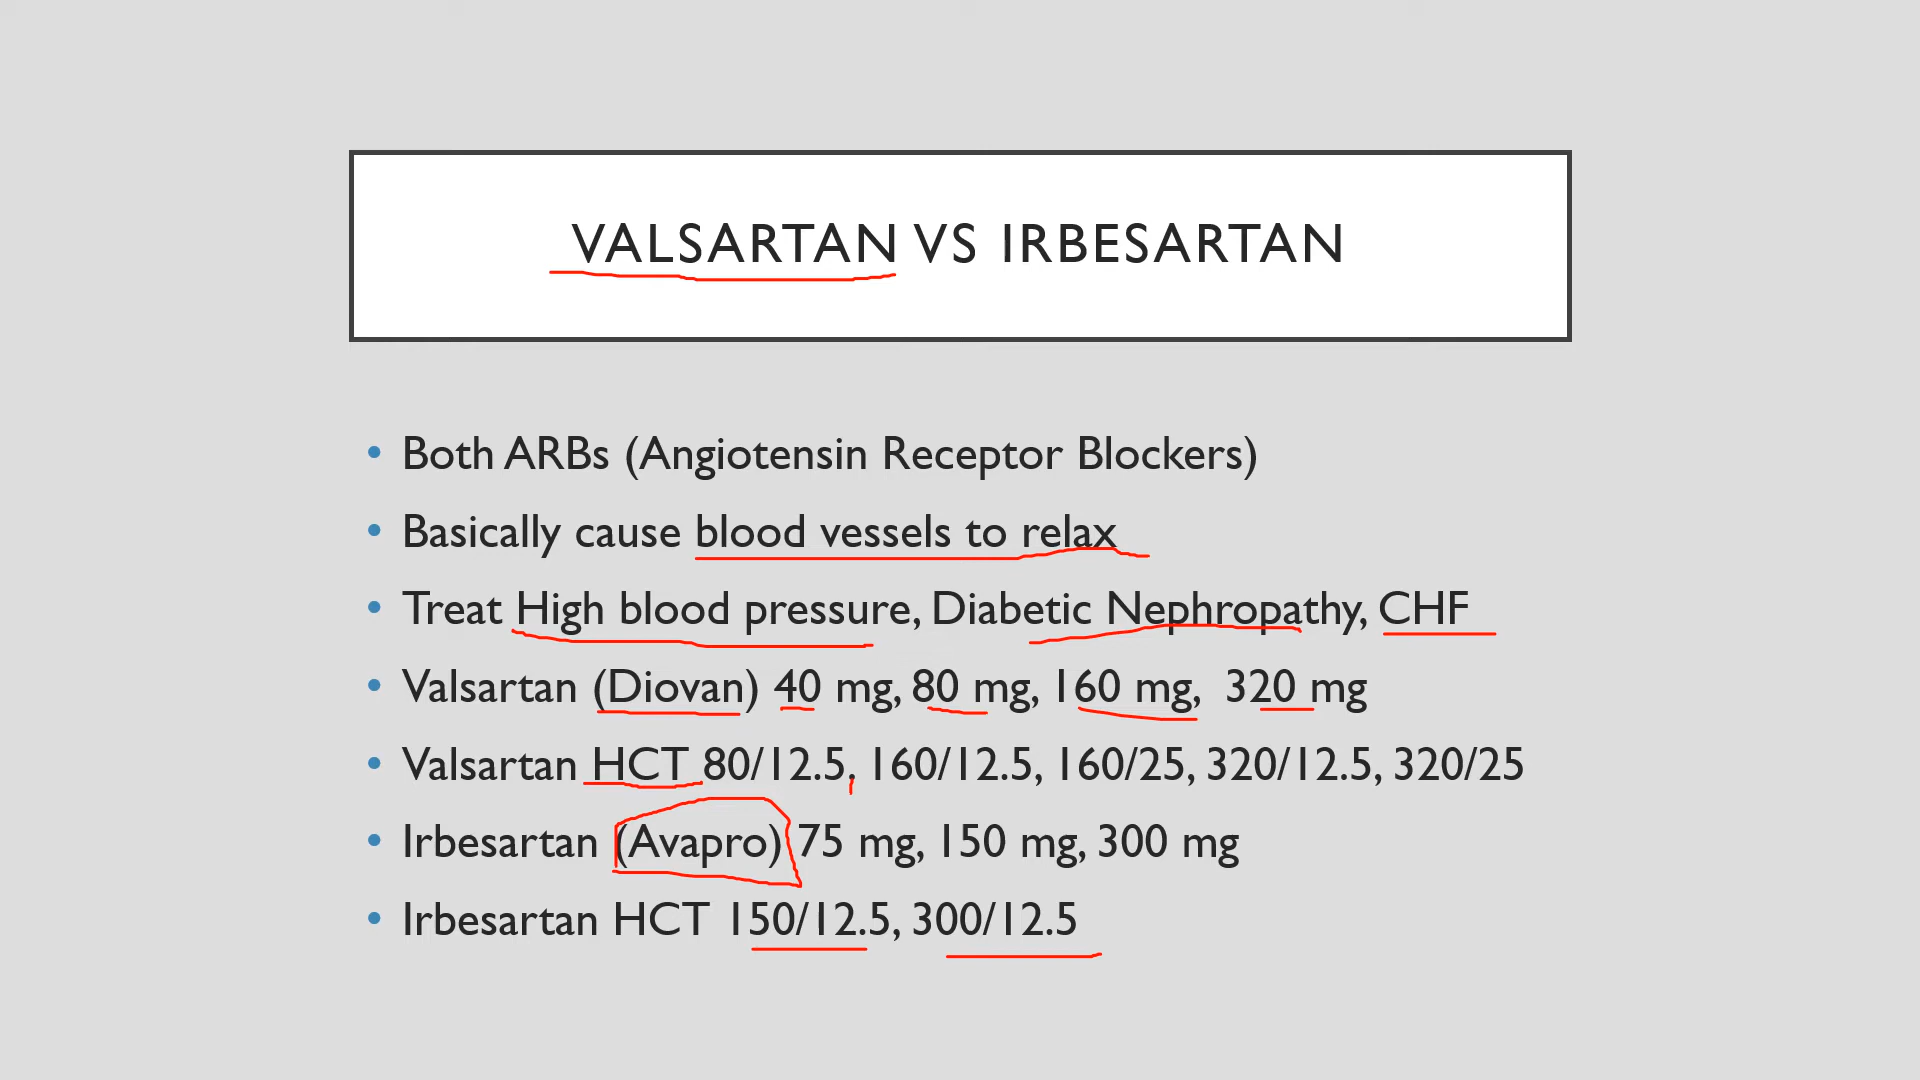 VALSARTAN VS IRBESARTAN
• Both ARBs (Angiotensin Receptor Blockers)
• Basically cause blood vessels to relax
• Treat High blood pressure, Diabetic Nephropathy, CHF
• Valsartan (Diovan) 40 mg, 80 mg, 160 mg, 320 mg
• Valsartan HCT 80/12.5, 160/12.5, 160/25, 320/12.5, 320/25
• Irbesartan (Avapro) 75 mg, 150 mg, 300 mg
• Irbesartan HCT 150/12.5, 300/12.5